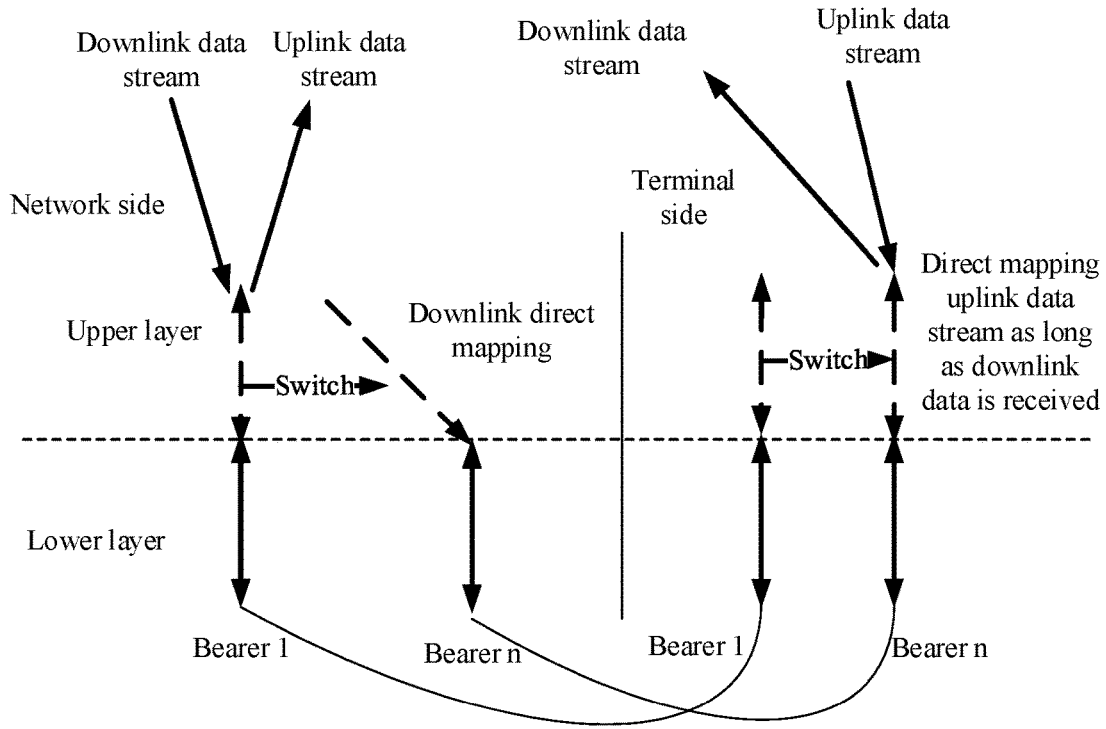 Downlink data
stream
Uplink data
stream
Downlink data
stream
Uplink data
stream
Network side
Terminal
side
Upper layer
Downlink direct
mapping
Direct mapping
uplink data
stream as long
as downlink
data is received
Switch
Switch
Lower layer
Bearer 1
Bearer n
Bearer 1
Bearer n